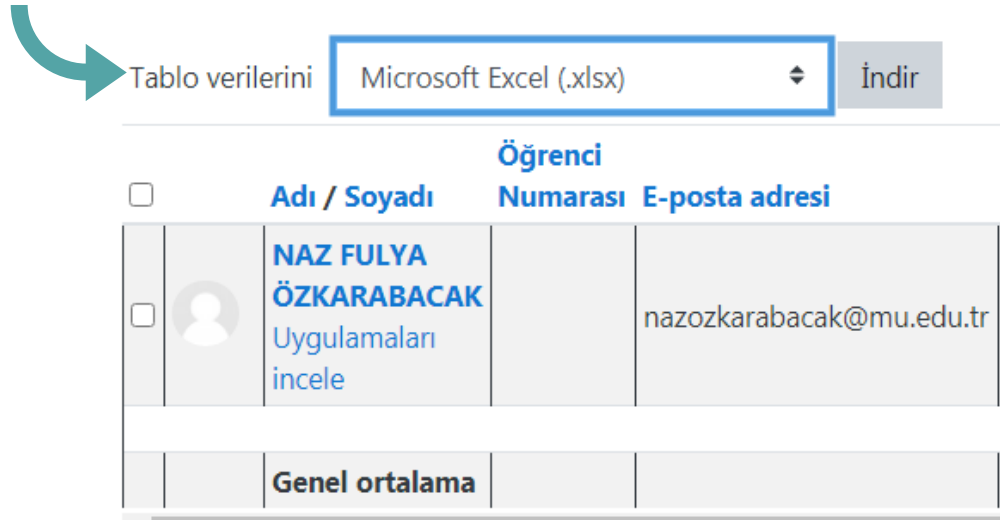 Tablo verilerini Microsoft Excel (.xlsx) İndir
Adı / Soyadı
Öğrenci
Numarası
E-posta adresi
NAZ FULYA
ÖZKARABACAK
Uygulamaları
incele
nazozkarabacak@mu.edu.tr
Genel ortalama